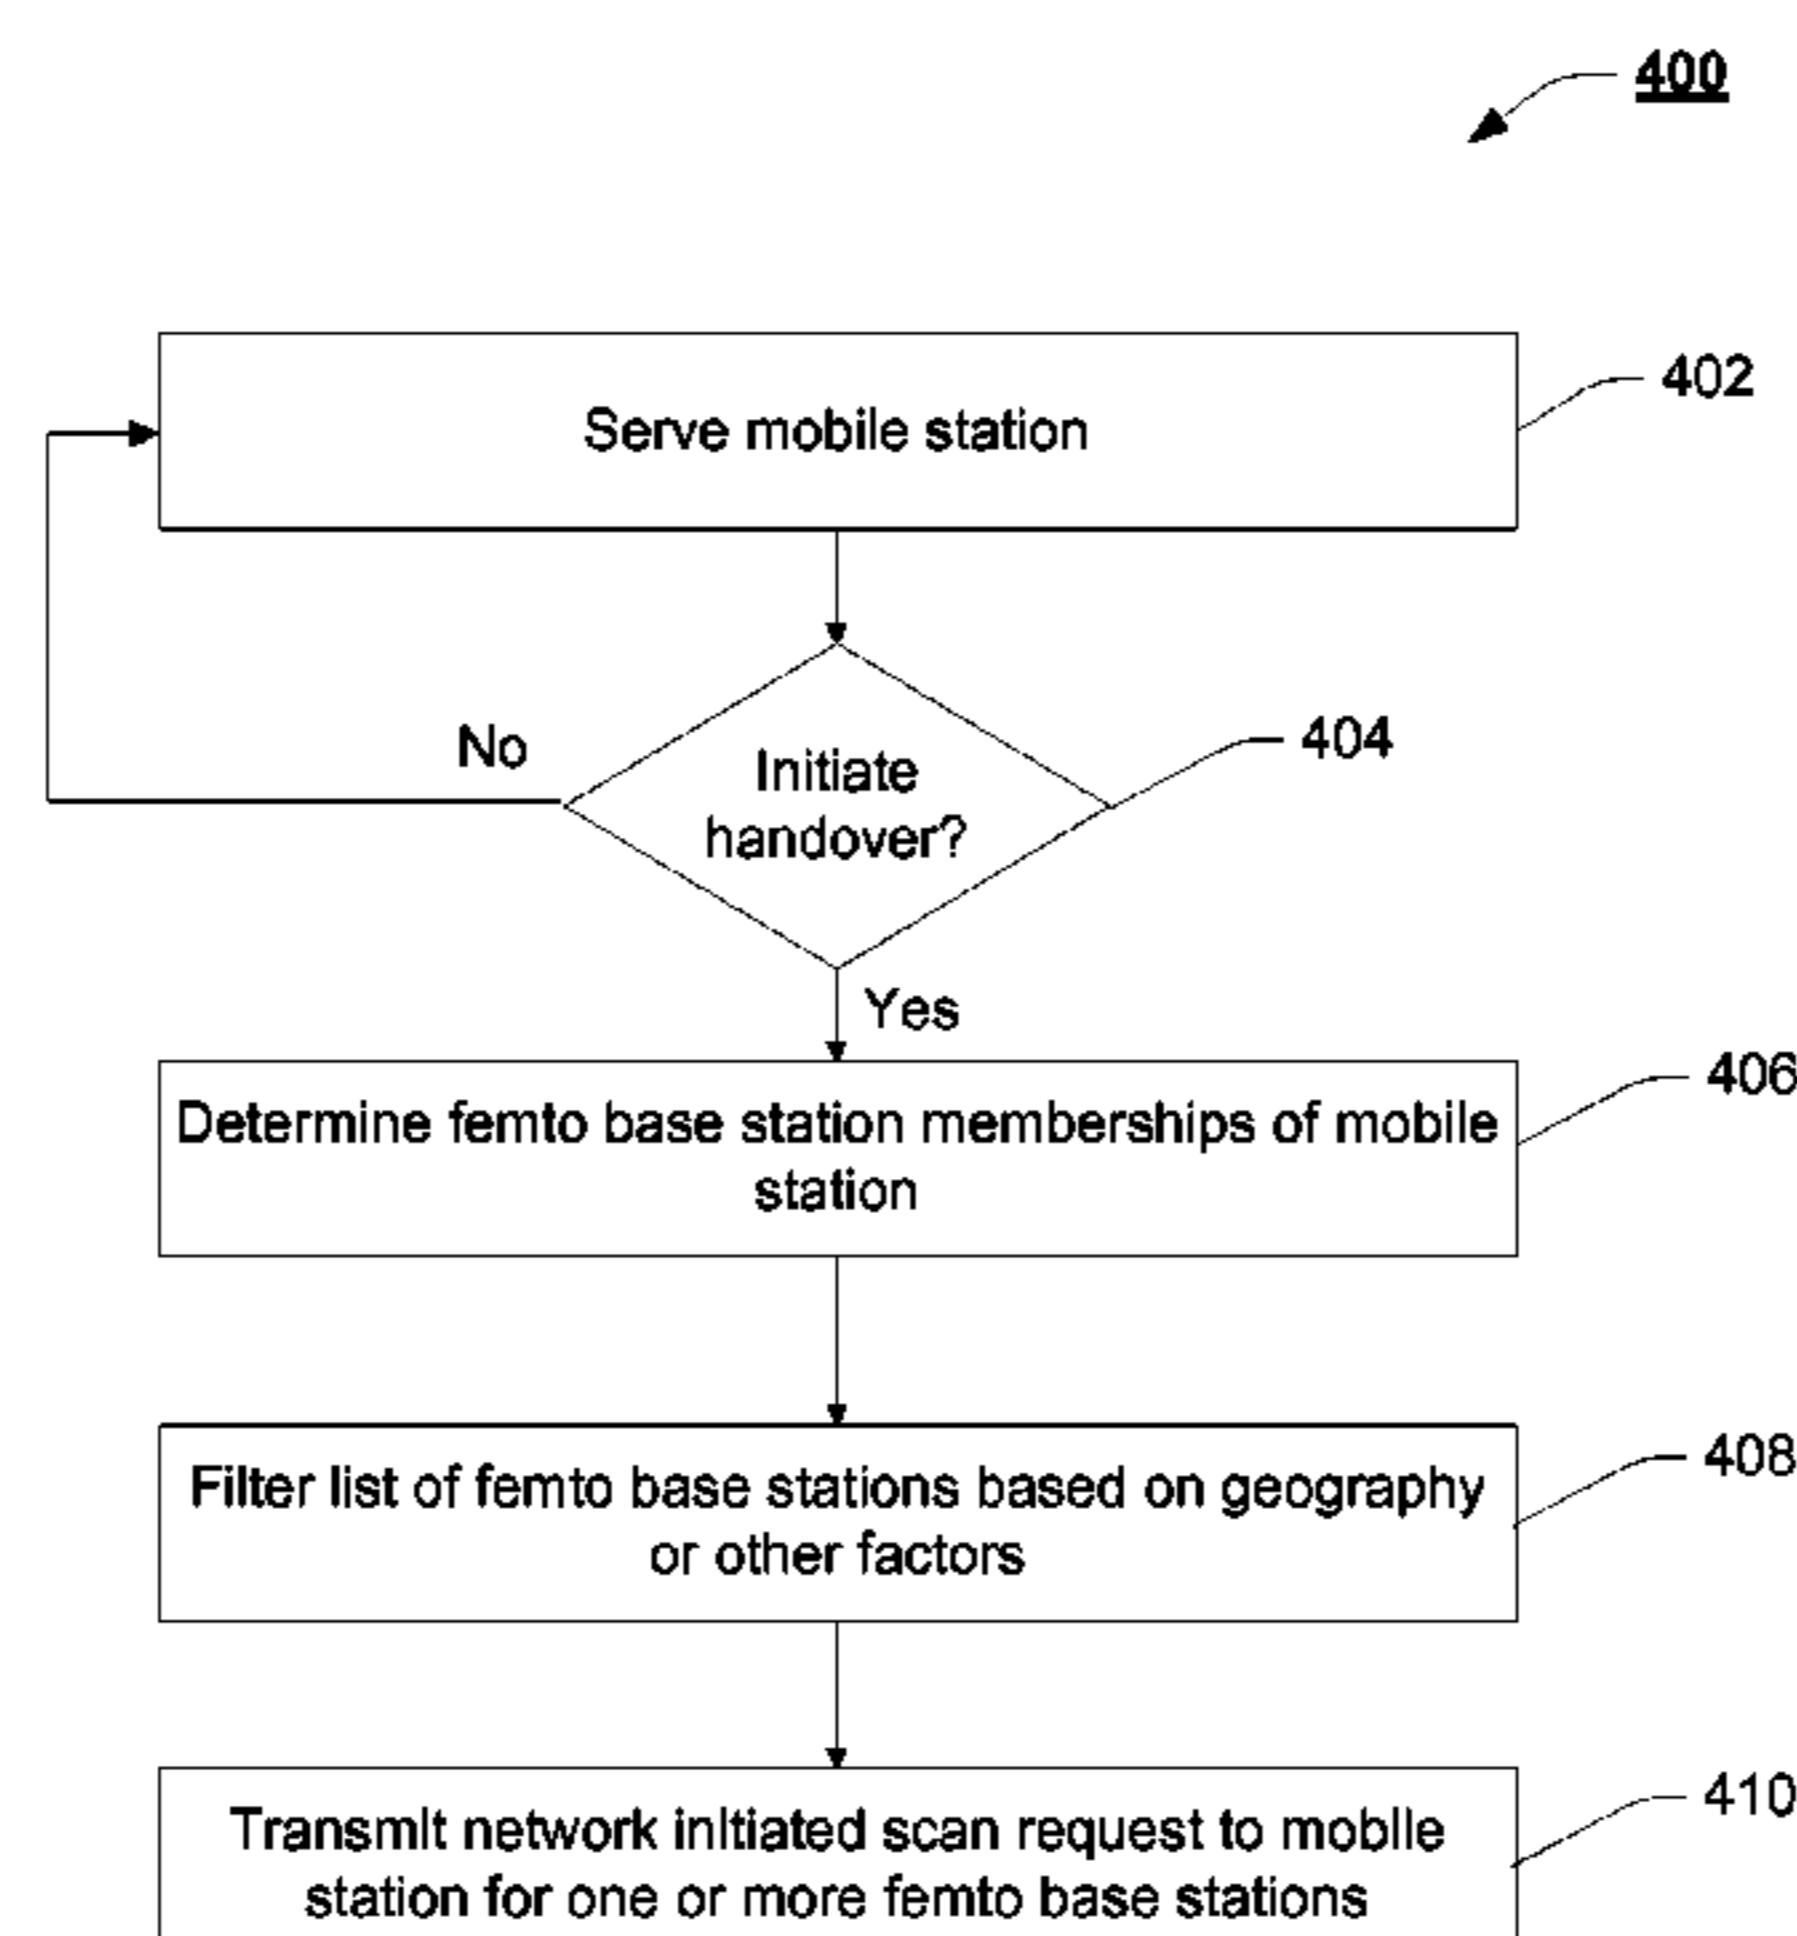 400
Serve mobile station
402
No
Initiate
handover?
404
Yes
Determine femto base station memberships of mobile
station
406
Filter list of femto base stations based on geography
or other factors
408
Transmit network initiated scan request to mobile
station for one or more femto base stations
410